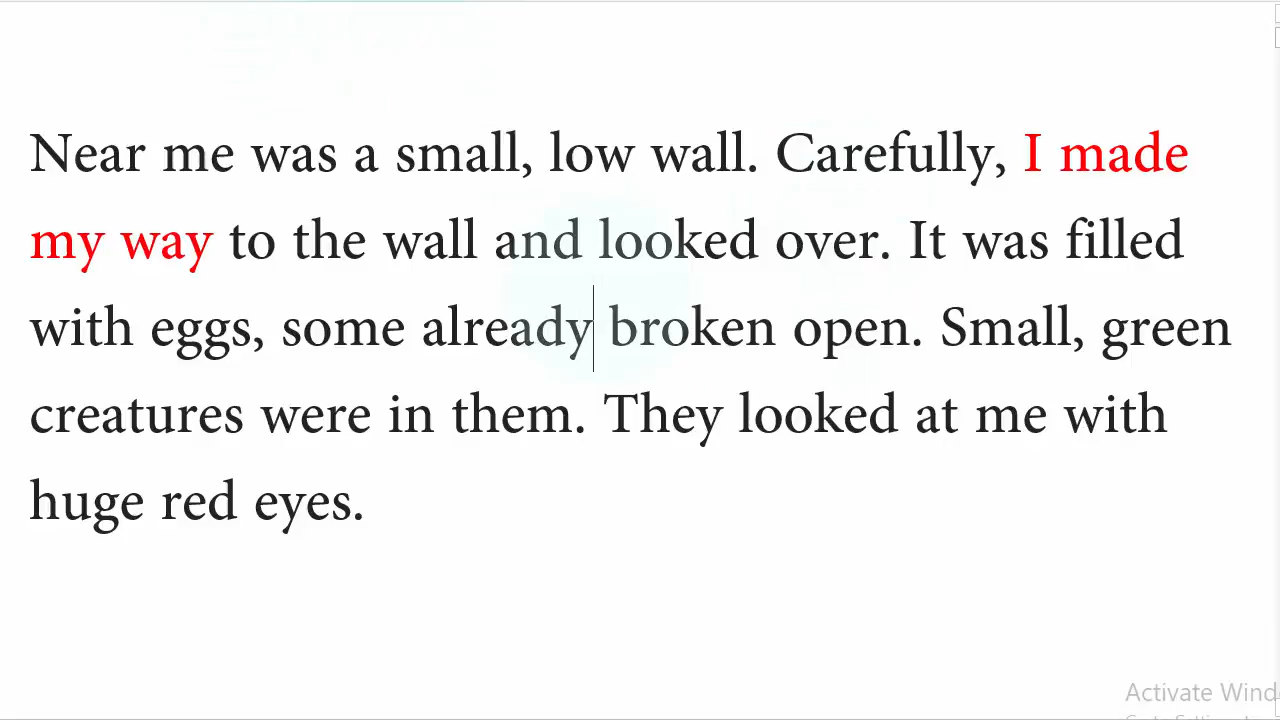 Near me was a small, low wall. Carefully, I made
my way to the wall and looked over. It was filled
with eggs, some already broken open. Small, green
creatures were in them. They looked at me with
huge red eyes.
Activate Wind